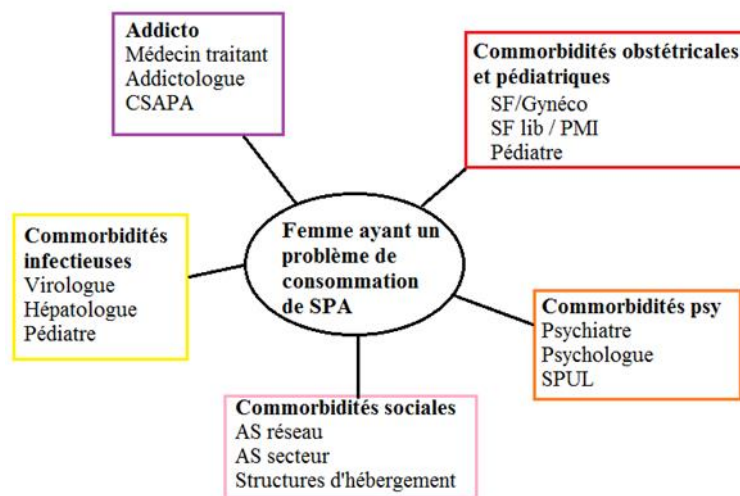 Addicto
Médecin traitant
Addictologue
CSAPA
Commorbidités obstétricales
et pédiatriques
SF/Gynéco
SF lib / PMI
Pédiatre
Femme ayant un
problème de
consommation
de SPA
Commorbidités
infectieuses
Virologue
Hépatologue
Pédiatre
Commorbidités psy
Psychiatre
Psychologue
SPUL
Commorbidités sociales
AS réseau
AS secteur
Structures d'hébergement